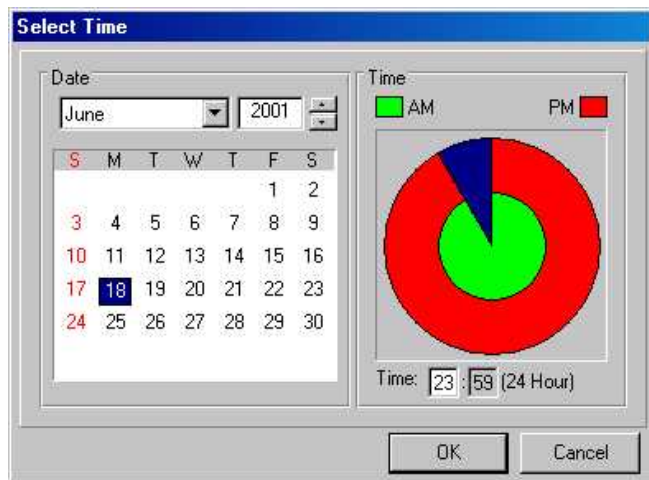 Select Time
Date
June 2001
S M T W T F S
1 2
3 4 5 6 7 8 9
10 11 12 13 14 15 16
17 18 19 20 21 22 23
24 25 26 27 28 29 30
Time
AM PM
Time: 23 : 59 (24 Hour)
OK Cancel